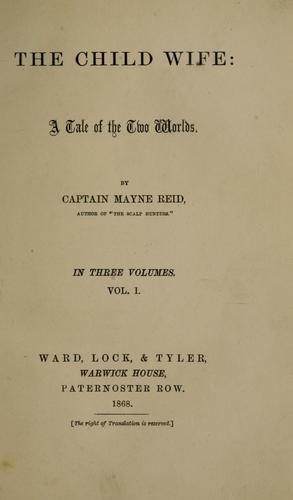 THE CHILD WIFE:
A Tale of the Two Worlds.
BY
CAPTAIN MAYNE REID,
AUTHOR OF "THE SCALP HUNTERS."
IN THREE VOLUMES.
VOL. I.
WARD, LOCK, & TYLER,
WARWICK HOUSE,
PATERNOSTER ROW.
1868.
[The right of Translation is reserved.]